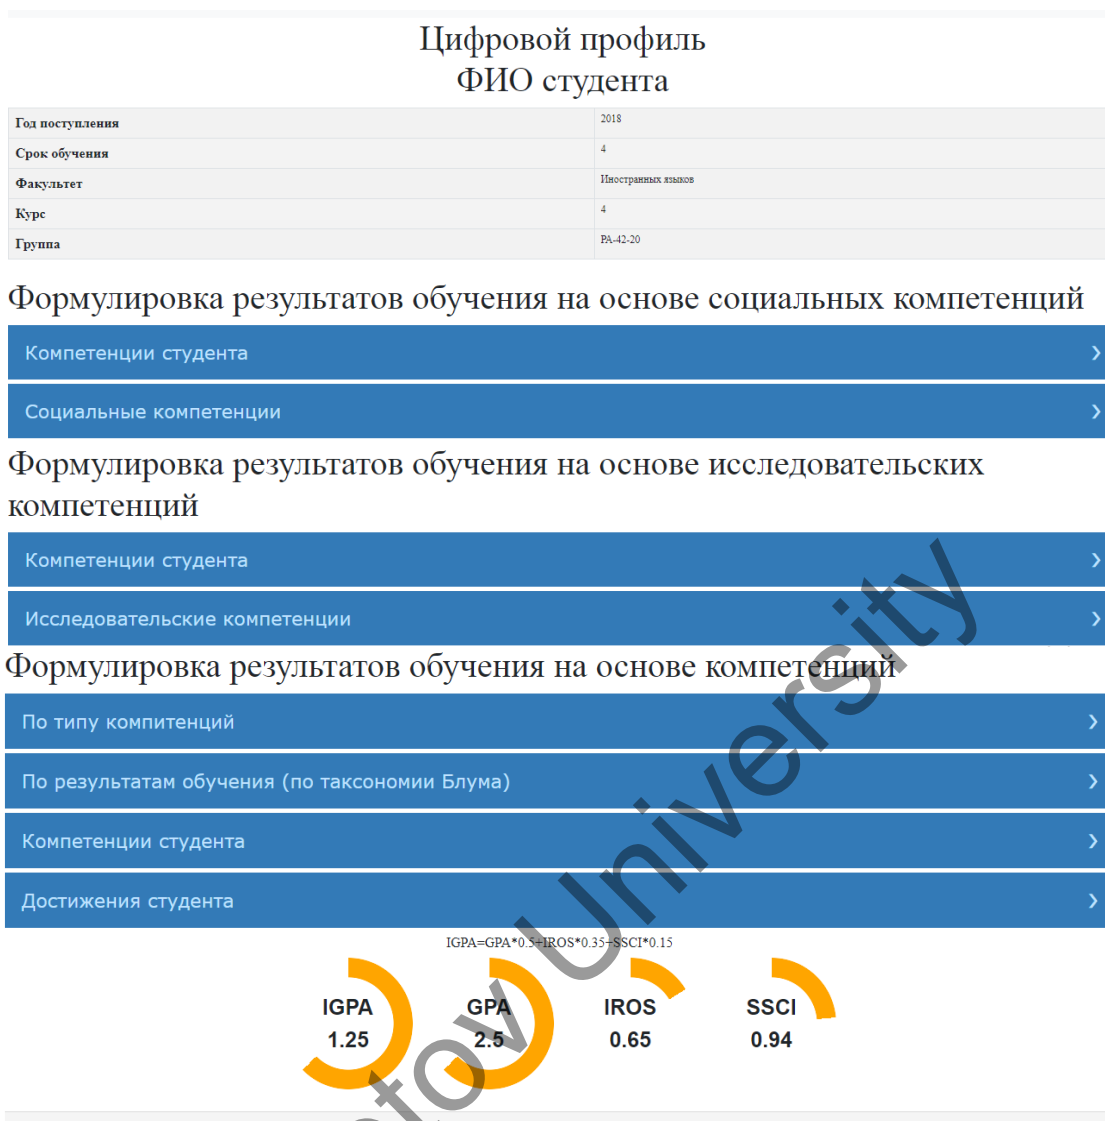 Цифровой профиль
ФИО студента
Год поступления 2018
Срок обучения 4
Факультет Иностранных языков
Курс 4
Группа РА-42-20
Формулировка результатов обучения на основе социальных компетенций
Компетенции студента
Социальные компетенции
Формулировка результатов обучения на основе исследовательских
компетенций
Компетенции студента
Исследовательские компетенции
Формулировка результатов обучения на основе компетенций
По типу компитенций
По результатам обучения (по таксономии Блума)
Компетенции студента
Достижения студента
IGPA=GPA*0.5+IROS*0.35+SSCI*0.15
IGPA GPA IROS SSCI
1.25 2.5 0.65 0.94
University